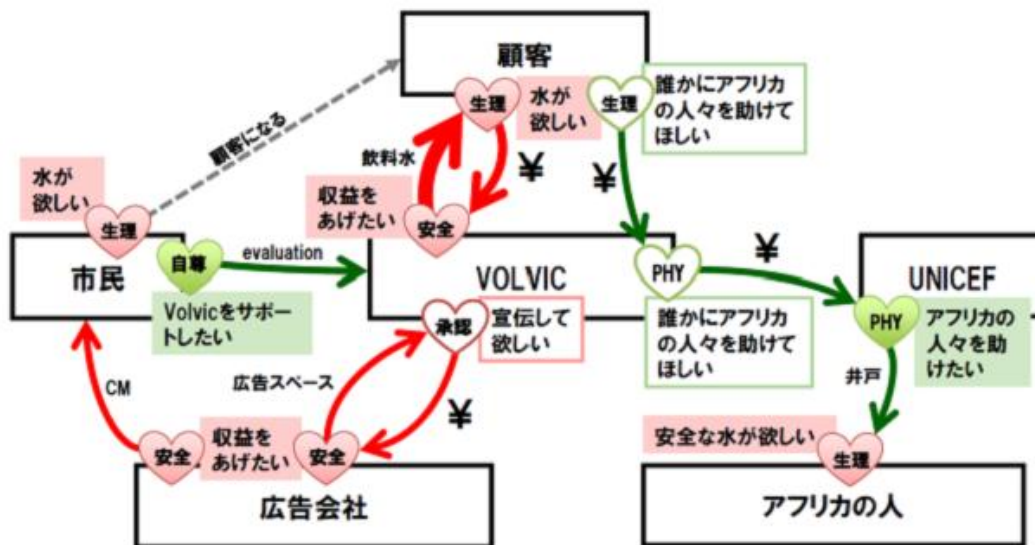 顧客
生理
水が
欲しい
生理
誰かにアフリカ
の人々を助けて
ほしい
顧客になる
飲料水
¥
¥
水が
欲しい
生理
収益を
あげたい
安全
市民
自尊
evaluation
VOLVIC
PHY
¥
UNICEF
Volvicをサポー
トしたい
承認
宣伝して
欲しい
誰かにアフリカ
の人々を助けて
ほしい
PHY
アフリカの
人々を助
けたい
CM
広告スペース
¥
井戸
安全
収益を
あげたい
安全
安全な水が欲しい
生理
広告会社
アフリカの人